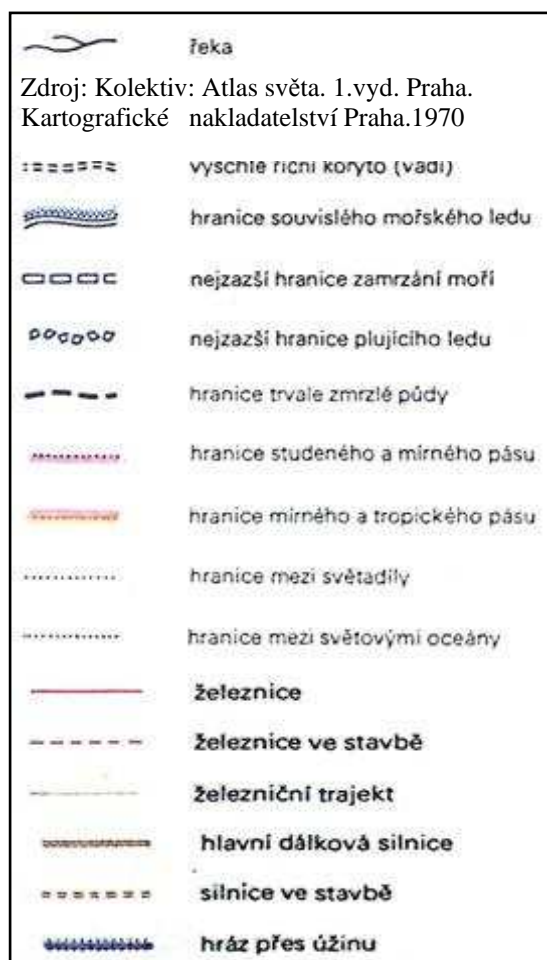 řeka
Zdroj: Kolektiv: Atlas světa. 1.vyd. Praha.
Kartografické nakladatelství Praha.1970
vyschlé říční koryto (vádí)
hranice souvislého mořského ledu
nejzazší hranice zamrzání moří
nejzazší hranice plujícího ledu
hranice trvale zmrzlé půdy
hranice studeného a mírného pásu
hranice mírného a tropického pásu
hranice mezi světadíly
hranice mezi světovými oceány
železnice
železnice ve stavbě
železniční trajekt
hlavní dálková silnice
silnice ve stavbě
hráz přes úžinu